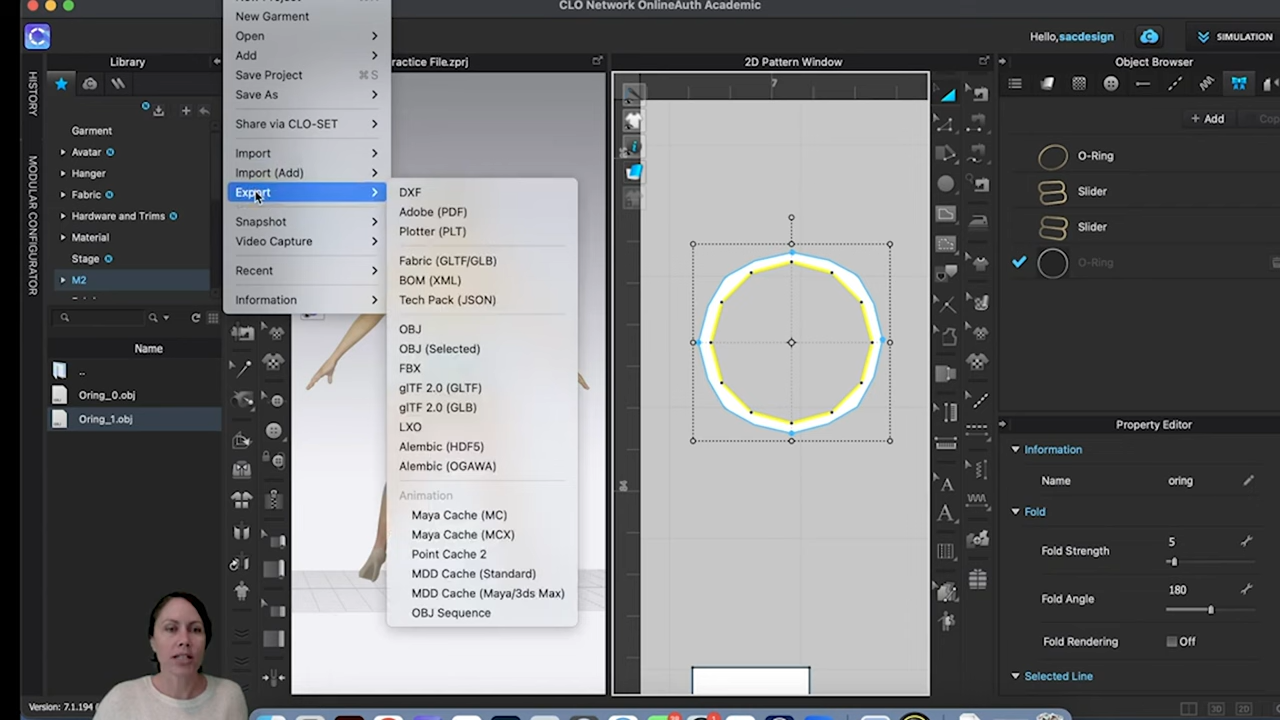 CLO Network OnlineAuth Academic
New Garment
Open
Add
Save Project ⌘ S
Save As
Share via CLO-SET
Import
Import (Add)
Export
Snapshot
Video Capture
Recent
Information
DXF
Adobe (PDF)
Plotter (PLT)
Fabric (GLTF/GLB)
BOM (XML)
Tech Pack (JSON)
OBJ
OBJ (Selected)
FBX
glTF 2.0 (GLTF)
glTF 2.0 (GLB)
LXO
Alembic (HDF5)
Alembic (OGAWA)
Animation
Maya Cache (MC)
Maya Cache (MCX)
Point Cache 2
MDD Cache (Standard)
MDD Cache (Maya/3ds Max)
OBJ Sequence
HISTORY
MODULAR CONFIGURATOR
Library
Garment
Avatar
Hanger
Fabric
Hardware and Trims
Material
Stage
M2
Name
..
Oring_0.obj
Oring_1.obj
Version: 7.1.194
ractice File.zprj
2D Pattern Window
7
84
Hello,sacdesign
SIMULATION
Object Browser
+ Add
O-Ring
Slider
Slider
O-Ring
Property Editor
Information
Name oring
Fold
Fold Strength 5
Fold Angle 180
Fold Rendering Off
Selected Line
3D
2D